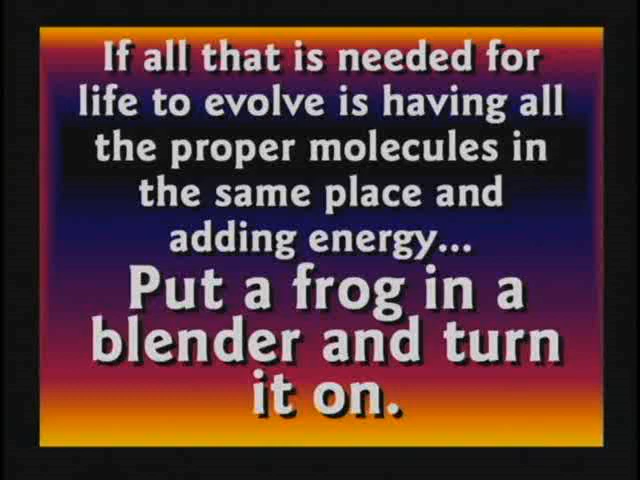 If all that is needed for
life to evolve is having all
the proper molecules in
the same place and
adding energy...
Put a frog in a
blender and turn
it on.